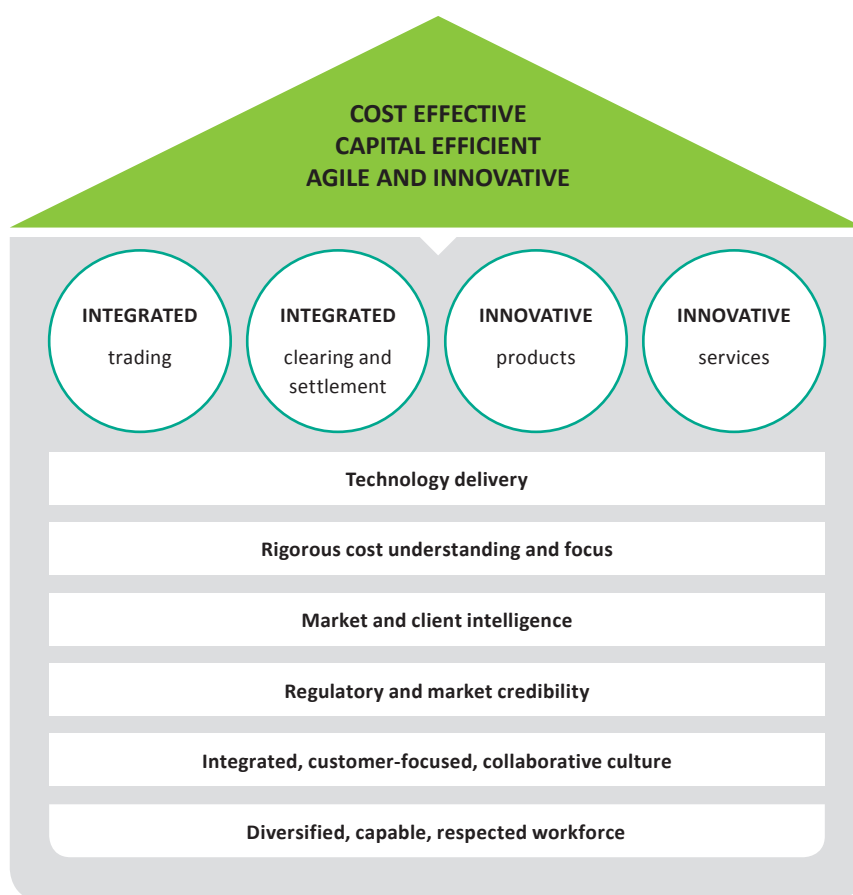 COST EFFECTIVE
CAPITAL EFFICIENT
AGILE AND INNOVATIVE
INTEGRATED
trading
INTEGRATED
clearing and
settlement
INNOVATIVE
products
INNOVATIVE
services
Technology delivery
Rigorous cost understanding and focus
Market and client intelligence
Regulatory and market credibility
Integrated, customer-focused, collaborative culture
Diversified, capable, respected workforce